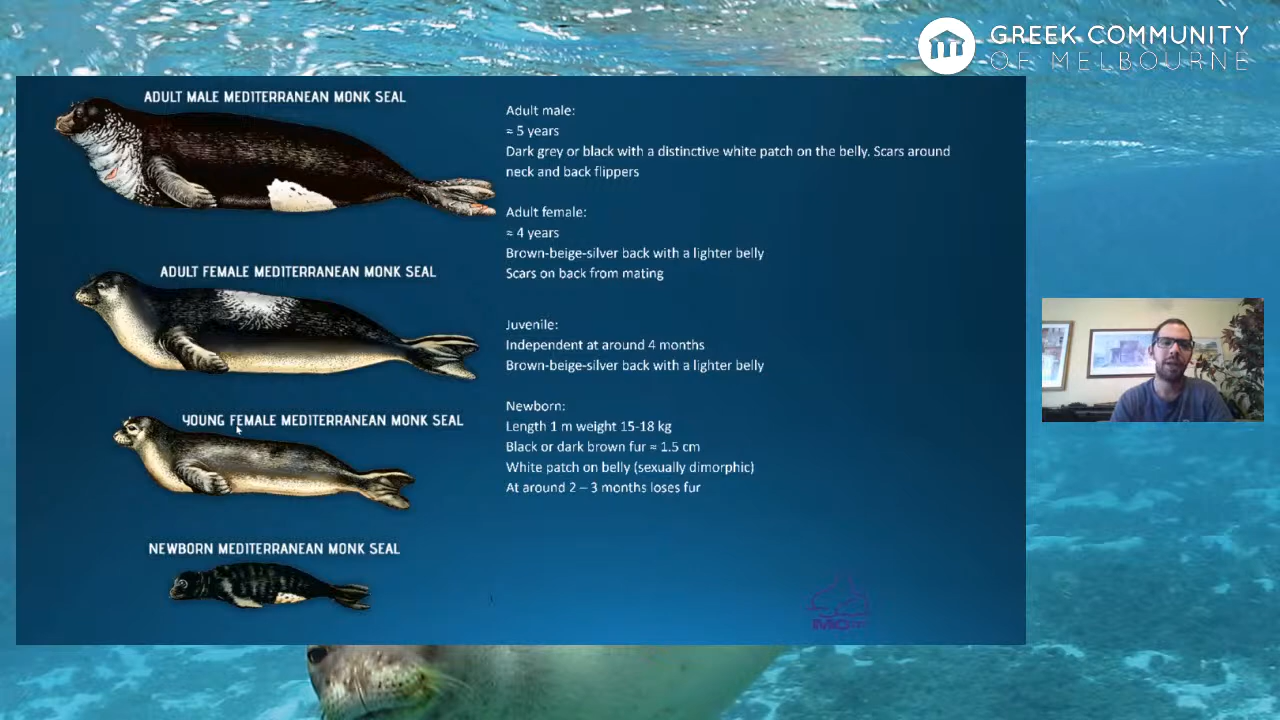 GREEK COMMUNITY
OF MELBOURNE
ADULT MALE MEDITERRANEAN MONK SEAL
Adult male:
≈ 5 years
Dark grey or black with a distinctive white patch on the belly. Scars around
neck and back flippers
Adult female:
≈ 4 years
Brown-beige-silver back with a lighter belly
Scars on back from mating
ADULT FEMALE MEDITERRANEAN MONK SEAL
Juvenile:
Independent at around 4 months
Brown-beige-silver back with a lighter belly
YOUNG FEMALE MEDITERRANEAN MONK SEAL
Newborn:
Length 1 m weight 15-18 kg
Black or dark brown fur ≈ 1.5 cm
White patch on belly (sexually dimorphic)
At around 2 – 3 months loses fur
NEWBORN MEDITERRANEAN MONK SEAL